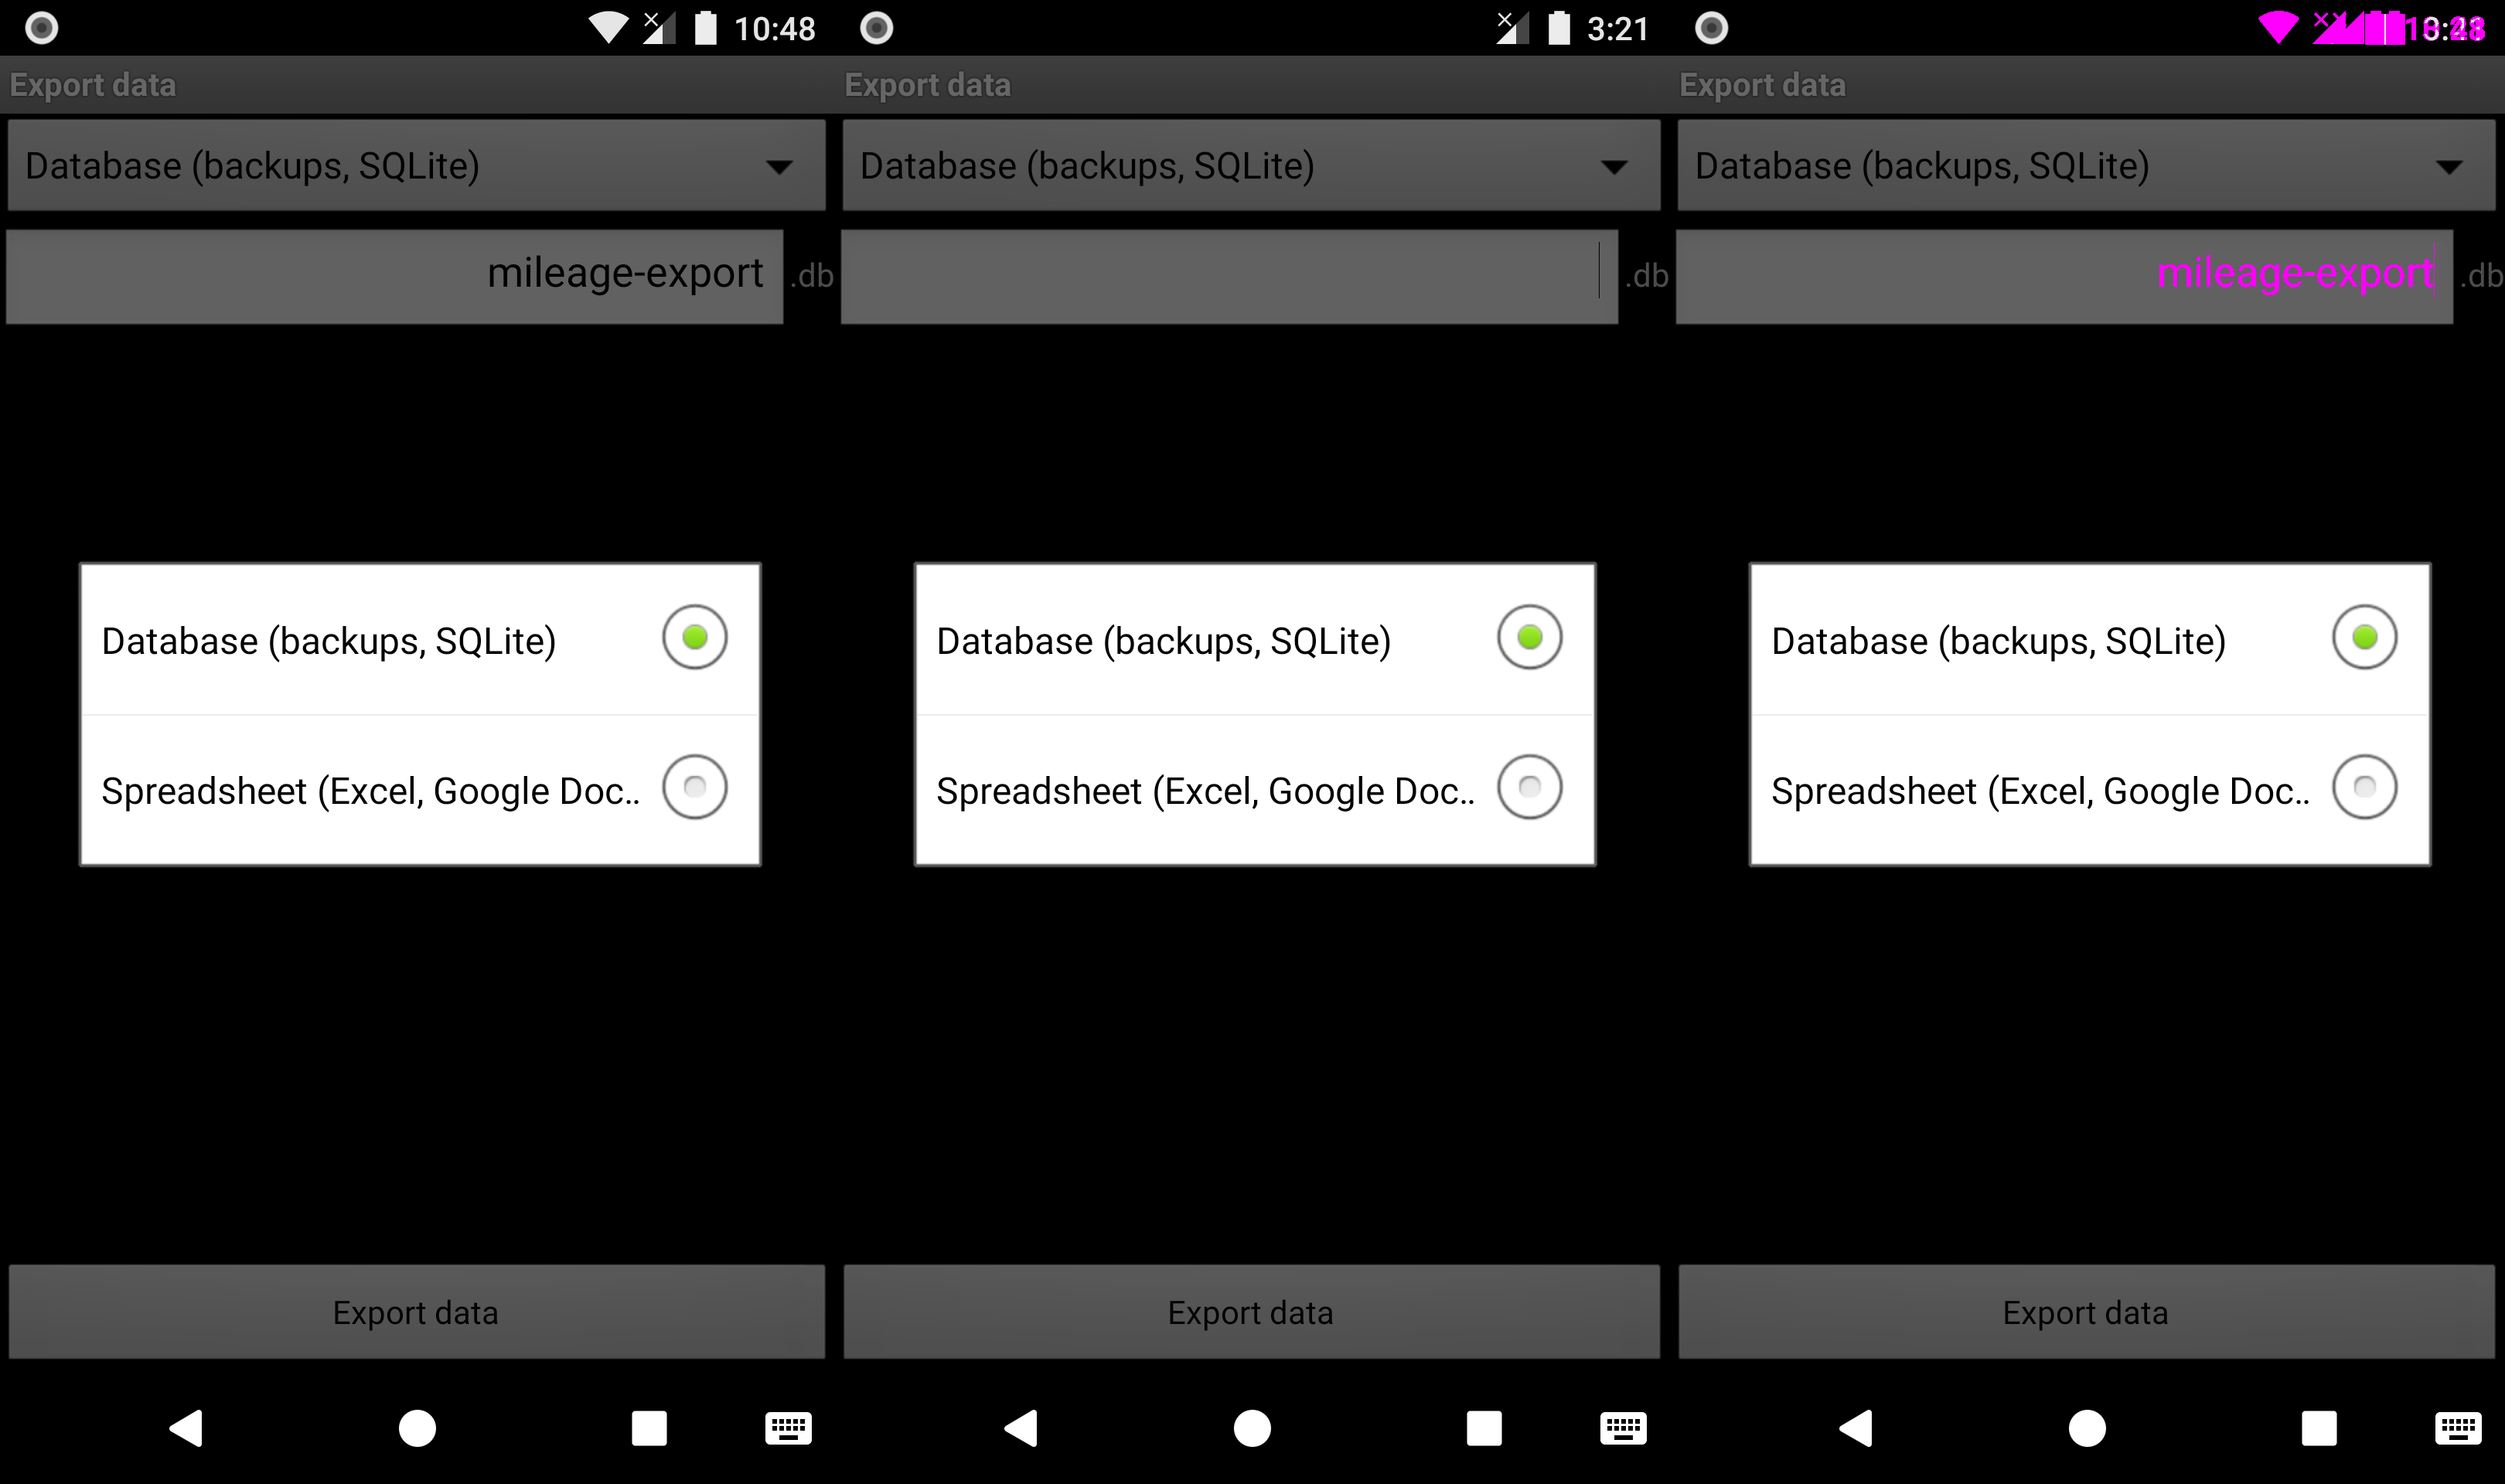 10:48
Export data
Database (backups, SQLite)
mileage-export .db
Database (backups, SQLite)
Spreadsheet (Excel, Google Doc..
Export data
3:21
Export data
Database (backups, SQLite)
.db
Database (backups, SQLite)
Spreadsheet (Excel, Google Doc..
Export data
Export data
Database (backups, SQLite)
mileage-export .db
Database (backups, SQLite)
Spreadsheet (Excel, Google Doc..
Export data